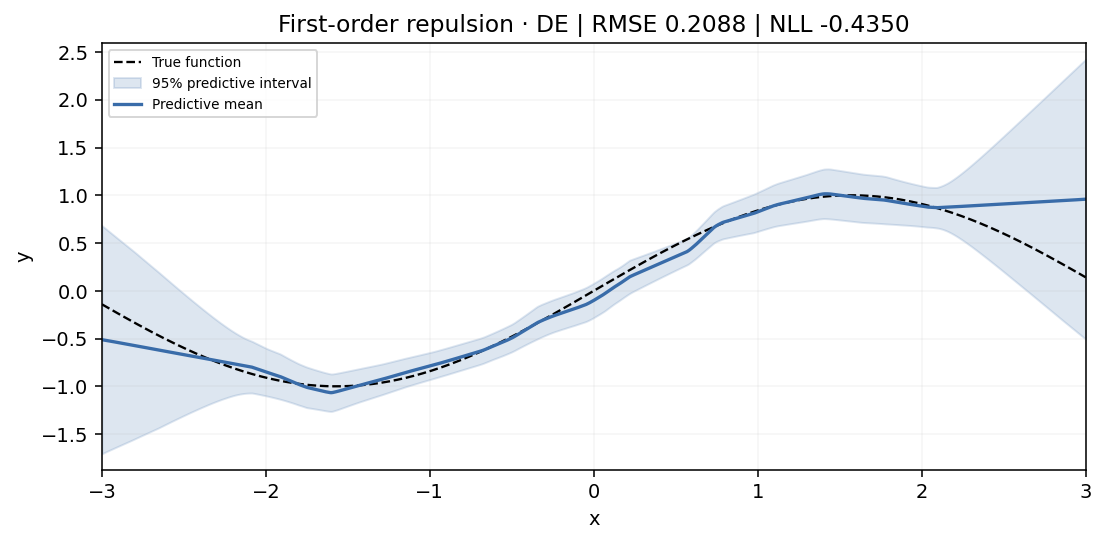 First-order repulsion · DE | RMSE 0.2088 | NLL -0.4350
True function
95% predictive interval
Predictive mean
2.5
2.0
1.5
1.0
0.5
0.0
−0.5
−1.0
−1.5
y
−3
−2
−1
0
1
2
3
x